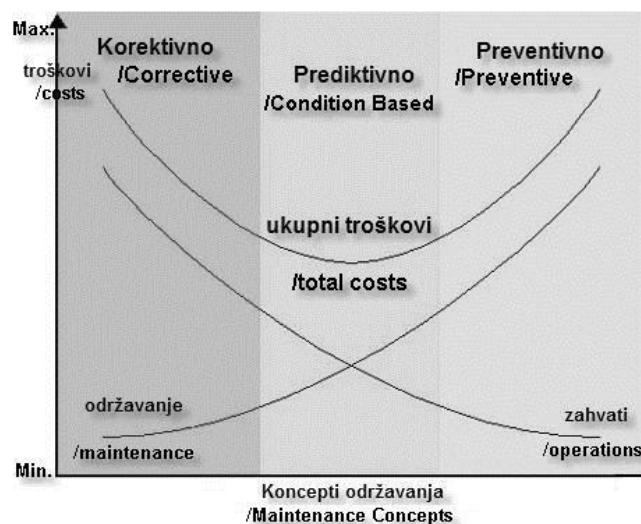 Max.
troškovi
/costs
Korektivno
/Corrective
Prediktivno
/Condition Based
Preventivno
/Preventive
ukupni troškovi
/total costs
održavanje
/maintenance
zahvati
/operations
Min.
Koncepti održavanja
/Maintenance Concepts